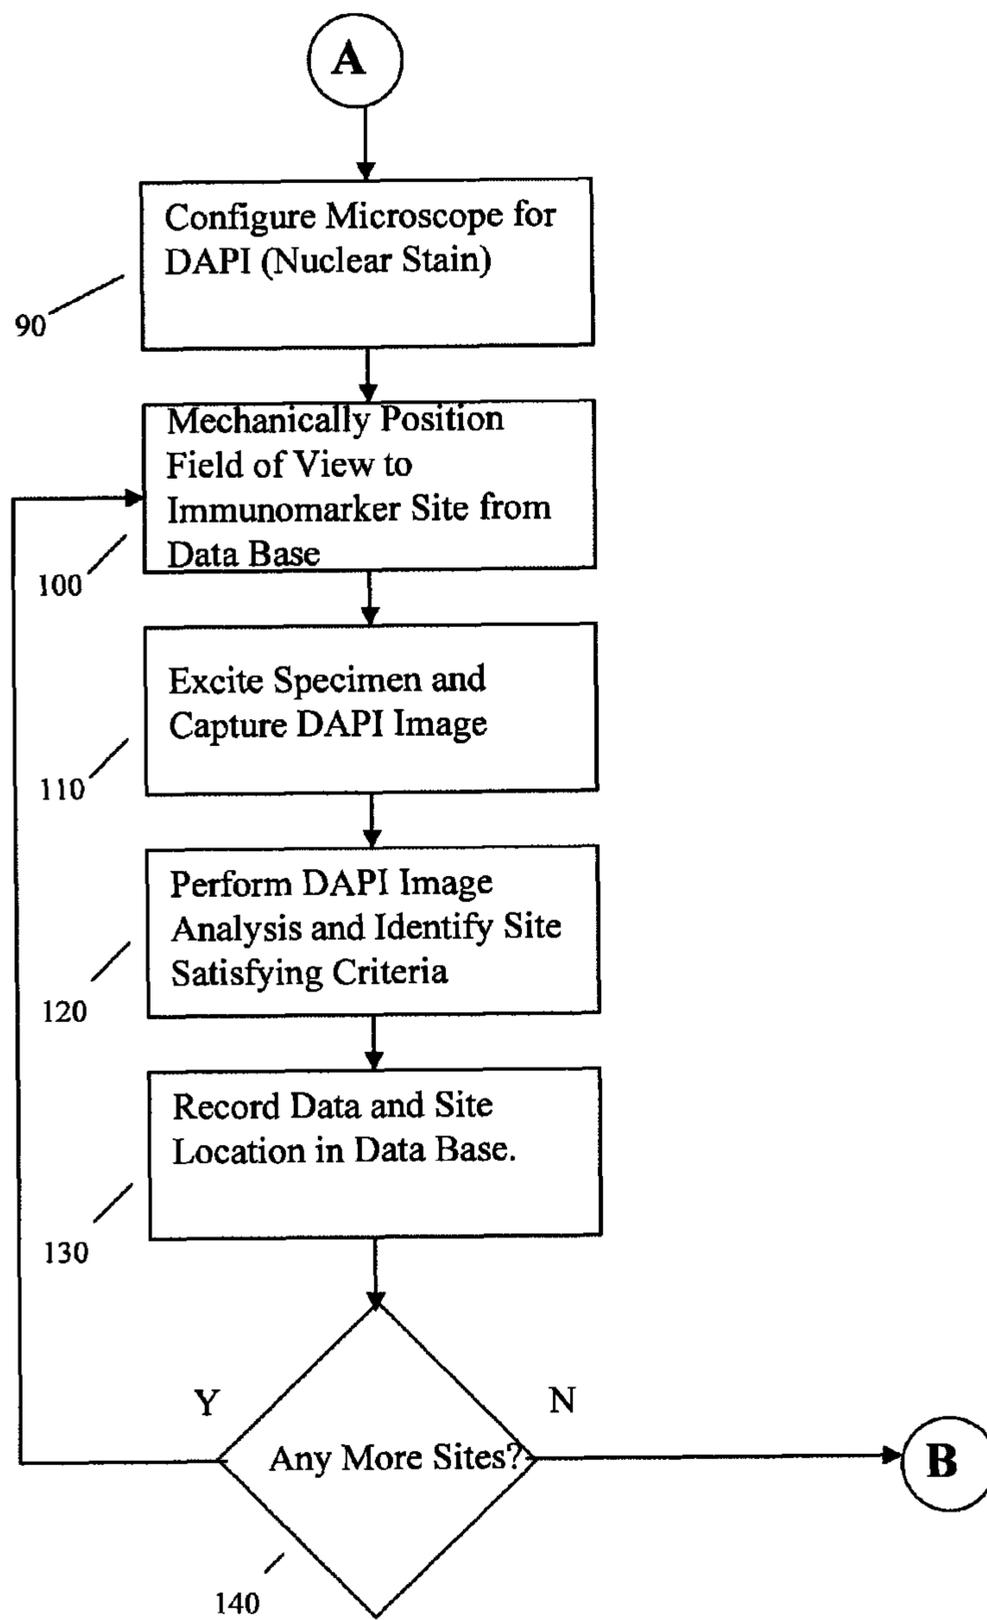 A
Configure Microscope for
DAPI (Nuclear Stain)
90
Mechanically Position
Field of View to
Immunomarker Site from
Data Base
100
Excite Specimen and
Capture DAPI Image
110
Perform DAPI Image
Analysis and Identify Site
Satisfying Criteria
120
Record Data and Site
Location in Data Base.
130
Y
N
Any More Sites?
B
140